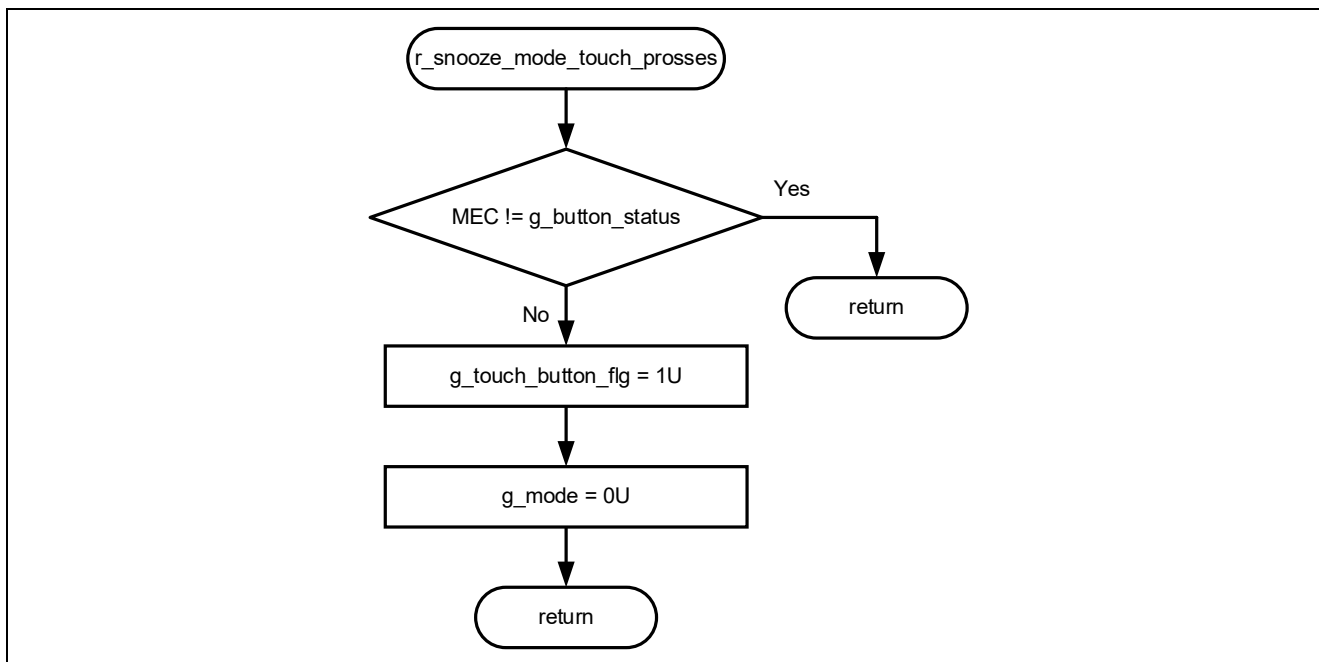 r_snooze_mode_touch_prosses
MEC != g_button_status
Yes
return
No
g_touch_button_flg = 1U
g_mode = 0U
return